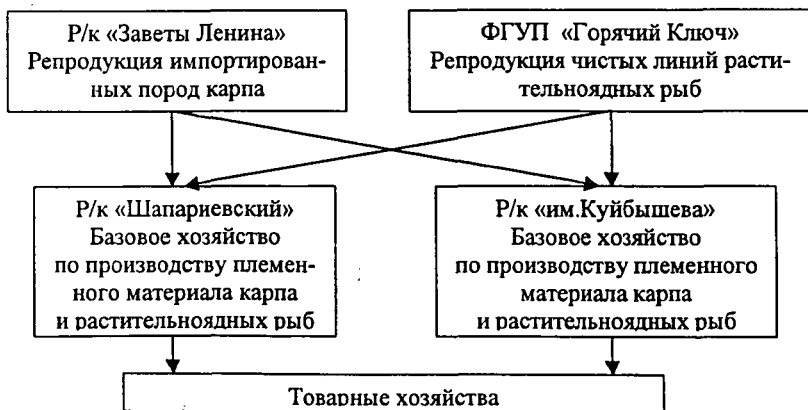 Р/к «Заветы Ленина»
Репродукция импортирован-
ных пород карпа
ФГУП «Горячий Ключ»
Репродукция чистых линий расти-
тельноядных рыб
Р/к «Шапариевский»
Базовое хозяйство
по производству племен-
ного материала карпа
и растительноядных рыб
Р/к «им.Куйбышева»
Базовое хозяйство
по производству племенного
материала карпа
и растительноядных рыб
Товарные хозяйства